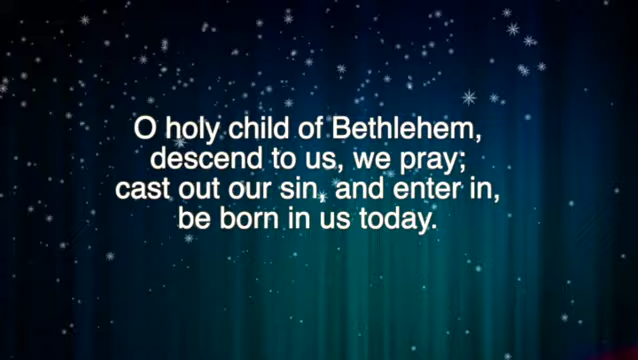 O holy child of Bethlehem,
descend to us, we pray;
cast out our sin, and enter in,
be born in us today.